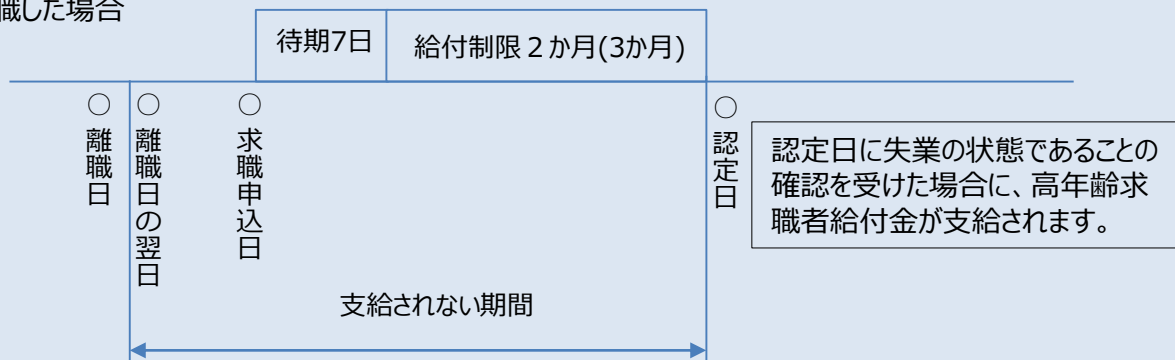 職した場合
待期7日
給付制限２か月(3か月)
○離職日
○離職日の翌日
○求職申込日
○認定日
認定日に失業の状態であることの
確認を受けた場合に、高年齢求
職者給付金が支給されます。
支給されない期間